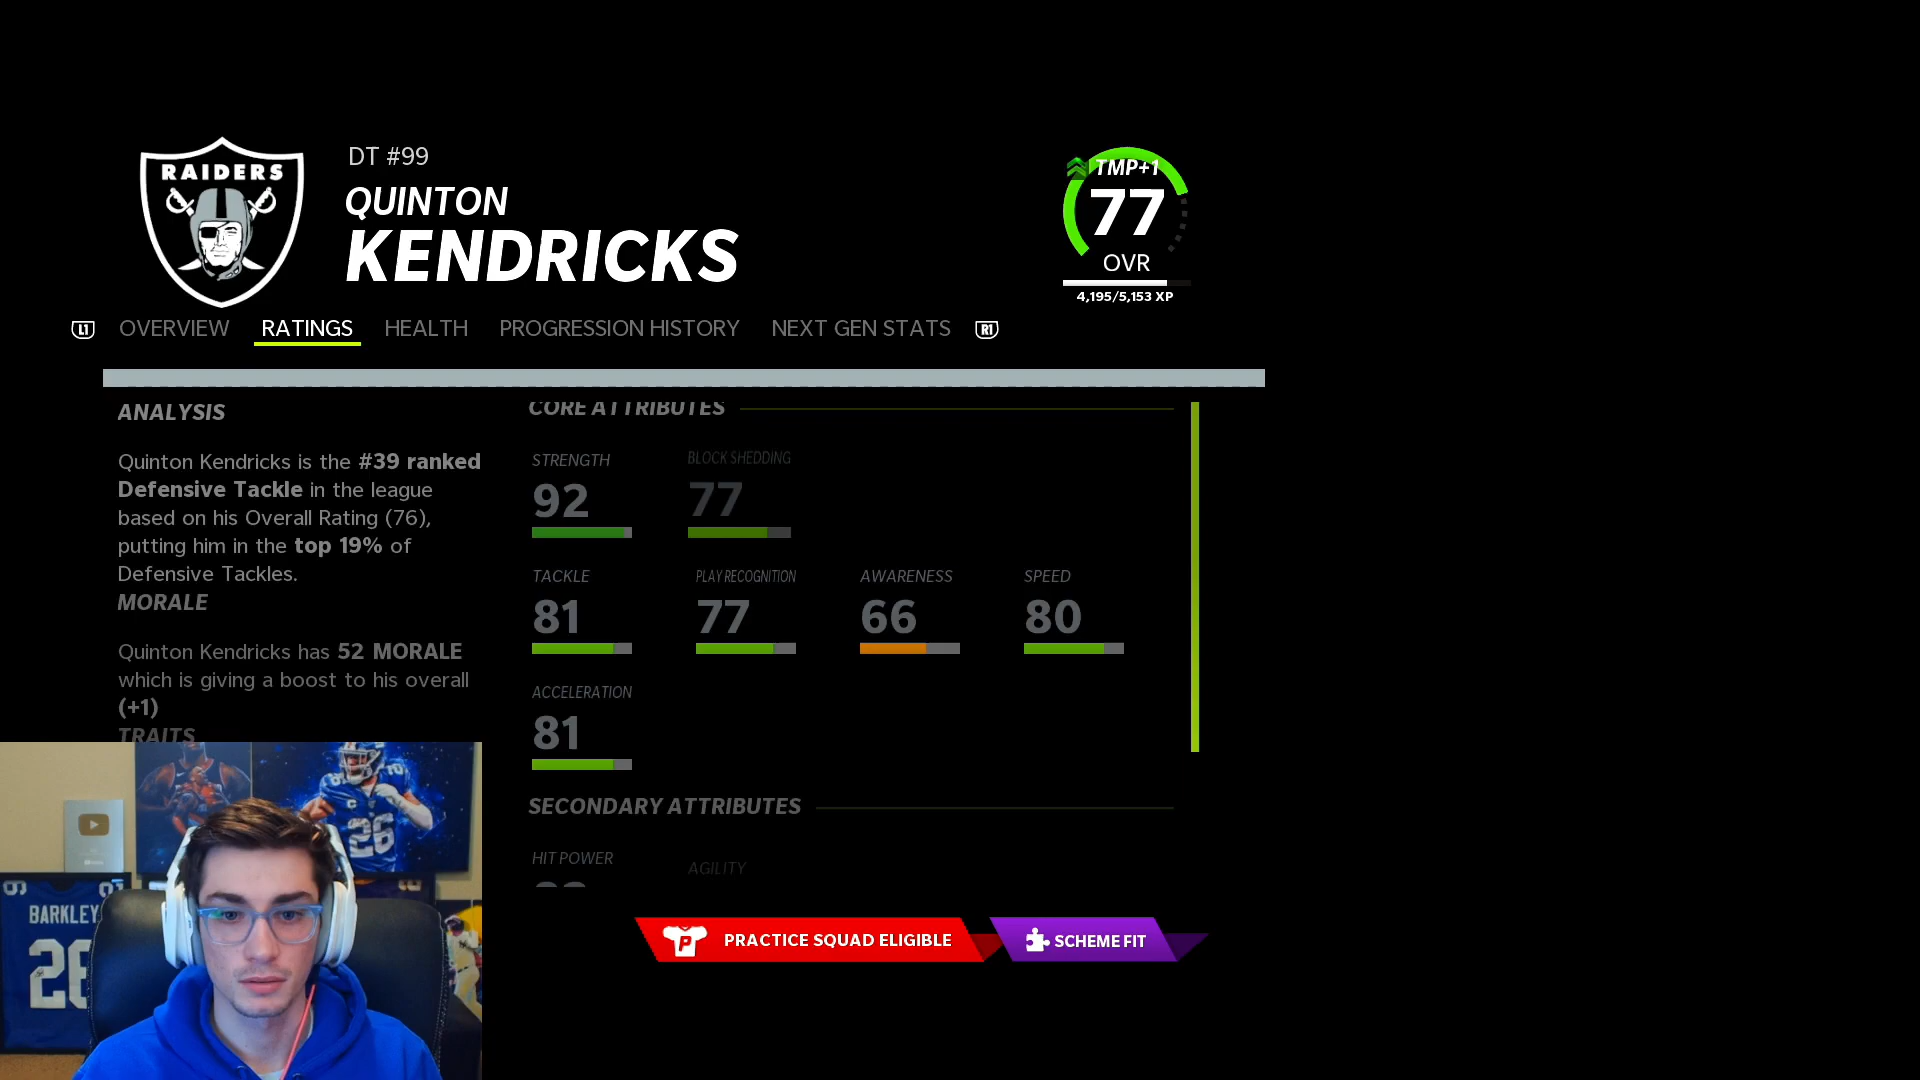 RAIDERS
DT #99
QUINTON
KENDRICKS
TMP+1
77
OVR
4,195/5,153 XP
L1 OVERVIEW RATINGS HEALTH PROGRESSION HISTORY NEXT GEN STATS R1
ANALYSIS
Quinton Kendricks is the #39 ranked
Defensive Tackle in the league
based on his Overall Rating (76),
putting him in the top 19% of
Defensive Tackles.
MORALE
Quinton Kendricks has 52 MORALE
which is giving a boost to his overall
(+1)
TRAITS
CORE ATTRIBUTES
STRENGTH BLOCK SHEDDING
92 77
TACKLE PLAY RECOGNITION AWARENESS SPEED
81 77 66 80
ACCELERATION
81
SECONDARY ATTRIBUTES
HIT POWER AGILITY
P PRACTICE SQUAD ELIGIBLE
SCHEME FIT
26
C
BARKLEY
26